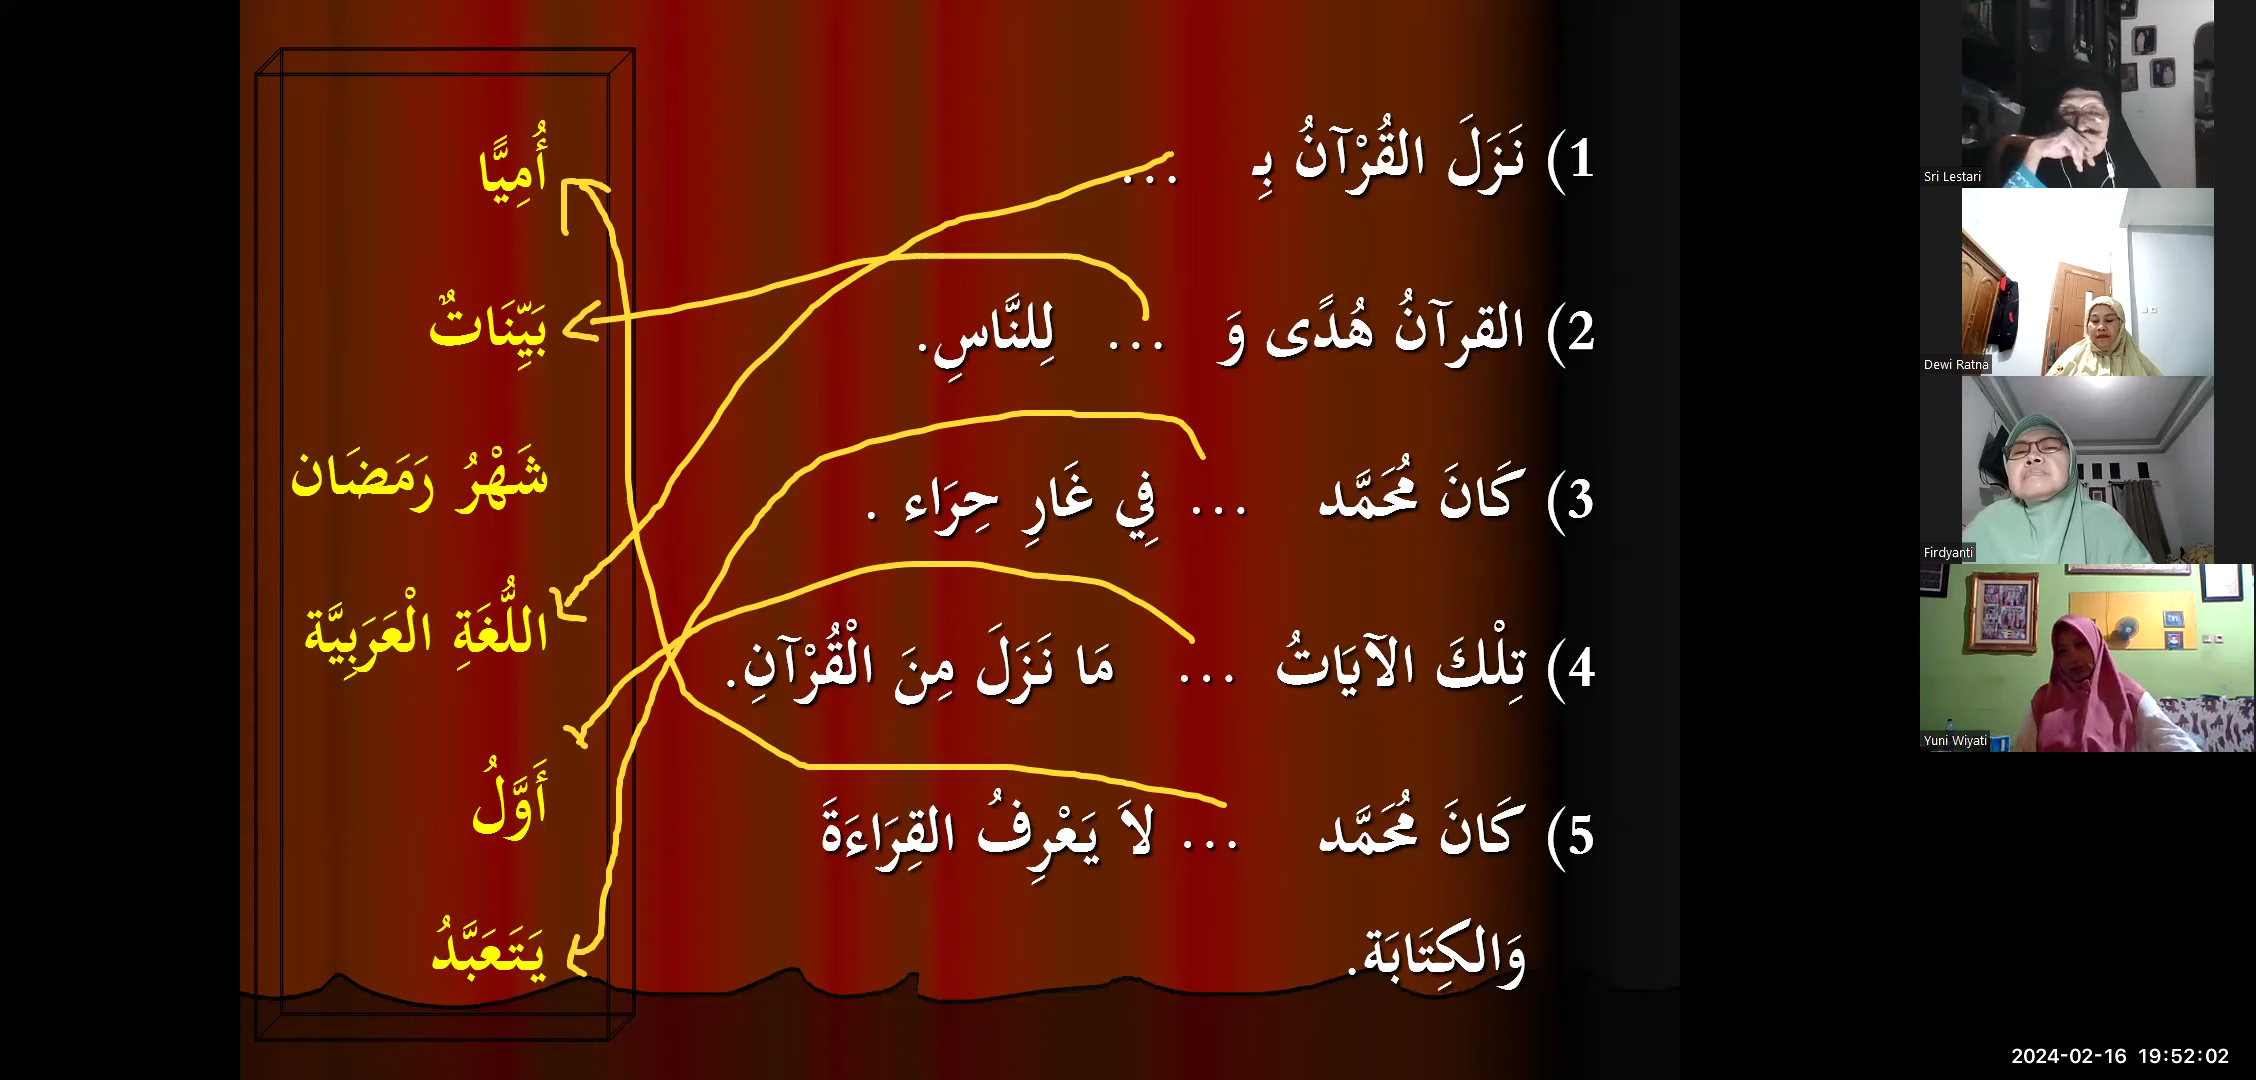 1) نَزَلَ القُرْآنُ بِـ ...
2) القرآنُ هُدًى وَ ... لِلنَّاسِ.
3) كَانَ مُحَمَّد ... فِي غَارِ حِرَاء .
4) تِلْكَ الآيَاتُ ... مَا نَزَلَ مِنَ الْقُرْآنِ.
5) كَانَ مُحَمَّد ... لاَ يَعْرِفُ القِرَاءَةَ
وَالكِتَابَة.
أُمِيًّا
بَيِّنَاتٌ
شَهْرُ رَمَضَان
اللُّغَةِ الْعَرَبِيَّة
أَوَّلُ
يَتَعَبَّدُ
Sri Lestari
Dewi Ratna
Firdyanti
Yuni Wiyati
2024-02-16 19:52:02